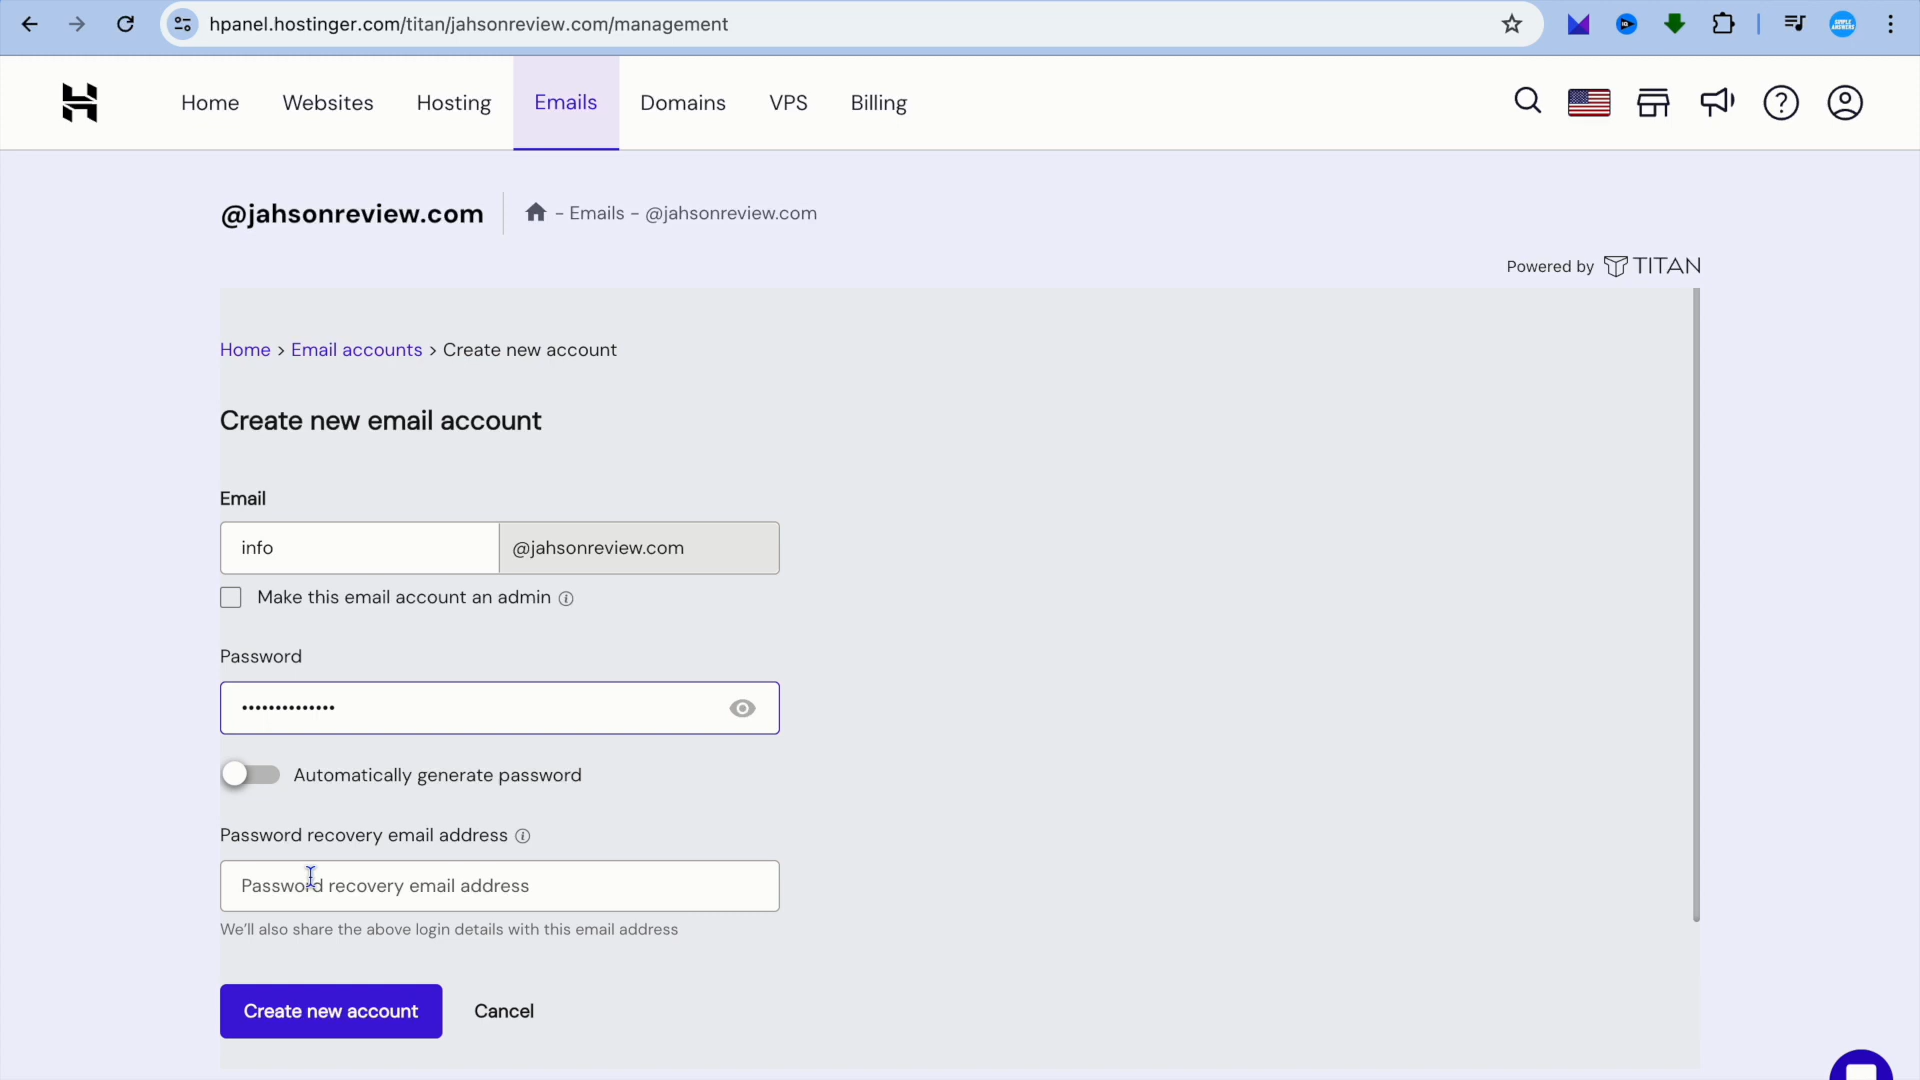 hpanel.hostinger.com/titan/jahsonreview.com/management
Home Websites Hosting Emails Domains VPS Billing
@jahsonreview.com - Emails - @jahsonreview.com
Powered by TITAN
Home > Email accounts > Create new account
Create new email account
Email
info @jahsonreview.com
Make this email account an admin
Password
••••••••••••••
Automatically generate password
Password recovery email address
Password recovery email address
We'll also share the above login details with this email address
Create new account Cancel